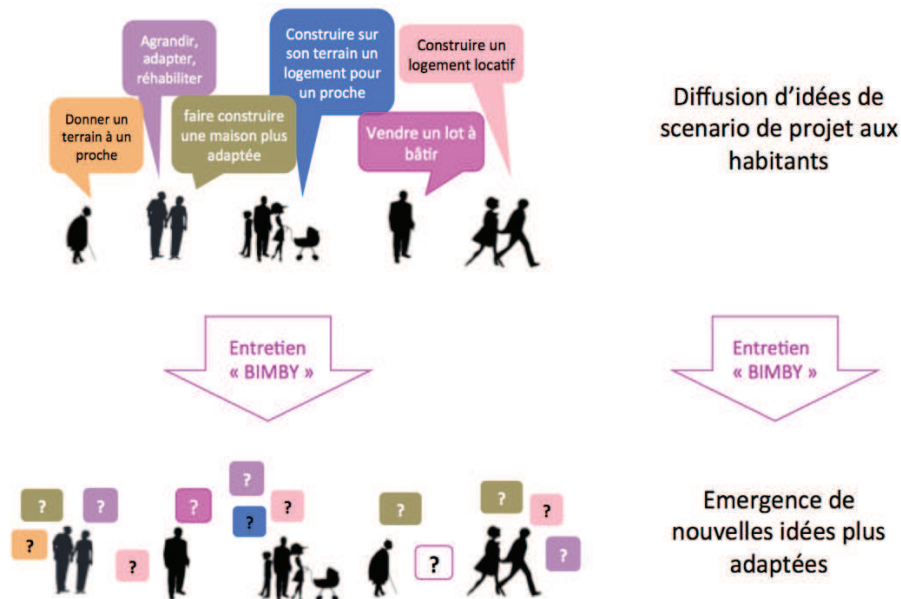 Agrandir,
adapter,
réhabiliter
Construire sur
son terrain un
logement pour
un proche
Construire un
logement locatif
Donner un
terrain à un
proche
faire construire
une maison plus
adaptée
Vendre un lot à
bâtir
Diffusion d'idées de
scenario de projet aux
habitants
Entretien
« BIMBY »
Entretien
« BIMBY »
?
?
?
?
?
?
?
?
?
?
?
?
?
Emergence de
nouvelles idées plus
adaptées